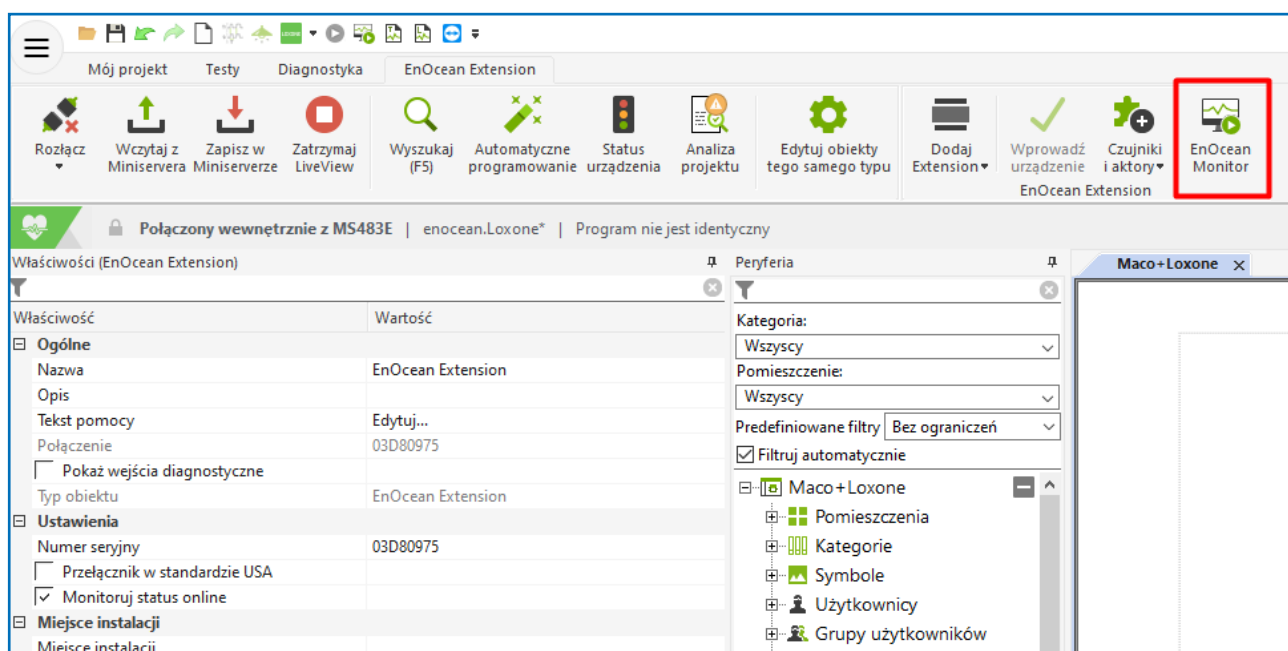 Mój projekt Testy Diagnostyka EnOcean Extension
Rozłącz
Wczytaj z Miniservera
Zapisz w Miniserverze
Zatrzymaj LiveView
Wyszukaj (F5)
Automatyczne programowanie
Status urządzenia
Analiza projektu
Edytuj obiekty tego samego typu
Dodaj Extension
Wprowadź urządzenie
Czujniki i aktory
EnOcean Monitor
EnOcean Extension
Połączony wewnętrznie z MS483E | enocean.Loxone* | Program nie jest identyczny
Właściwości (EnOcean Extension)
Właściwość Wartość
Ogólne
Nazwa EnOcean Extension
Opis
Tekst pomocy Edytuj...
Połączenie 03D80975
Pokaż wejścia diagnostyczne
Typ obiektu EnOcean Extension
Ustawienia
Numer seryjny 03D80975
Przełącznik w standardzie USA
Monitoruj status online
Miejsce instalacji
Miejsce instalacji
Peryferia
Kategoria:
Wszyscy
Pomieszczenie:
Wszyscy
Predefiniowane filtry Bez ograniczeń
Filtruj automatycznie
Maco+Loxone
Pomieszczenia
Kategorie
Symbole
Użytkownicy
Grupy użytkowników
Maco+Loxone